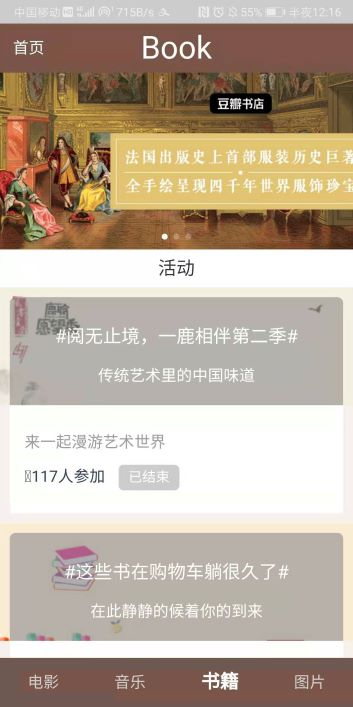 中国移动 HD 4G 715B/s 55% 半夜12:16
首页 Book
豆瓣书店
法国出版史上首部服装历史巨著
全手绘呈现四千年世界服饰珍宝
活动
#阅无止境，一鹿相伴第二季#
传统艺术里的中国味道
来一起漫游艺术世界
117人参加 已结束
#这些书在购物车躺很久了#
在此静静的候着你的到来
电影 音乐 书籍 图片